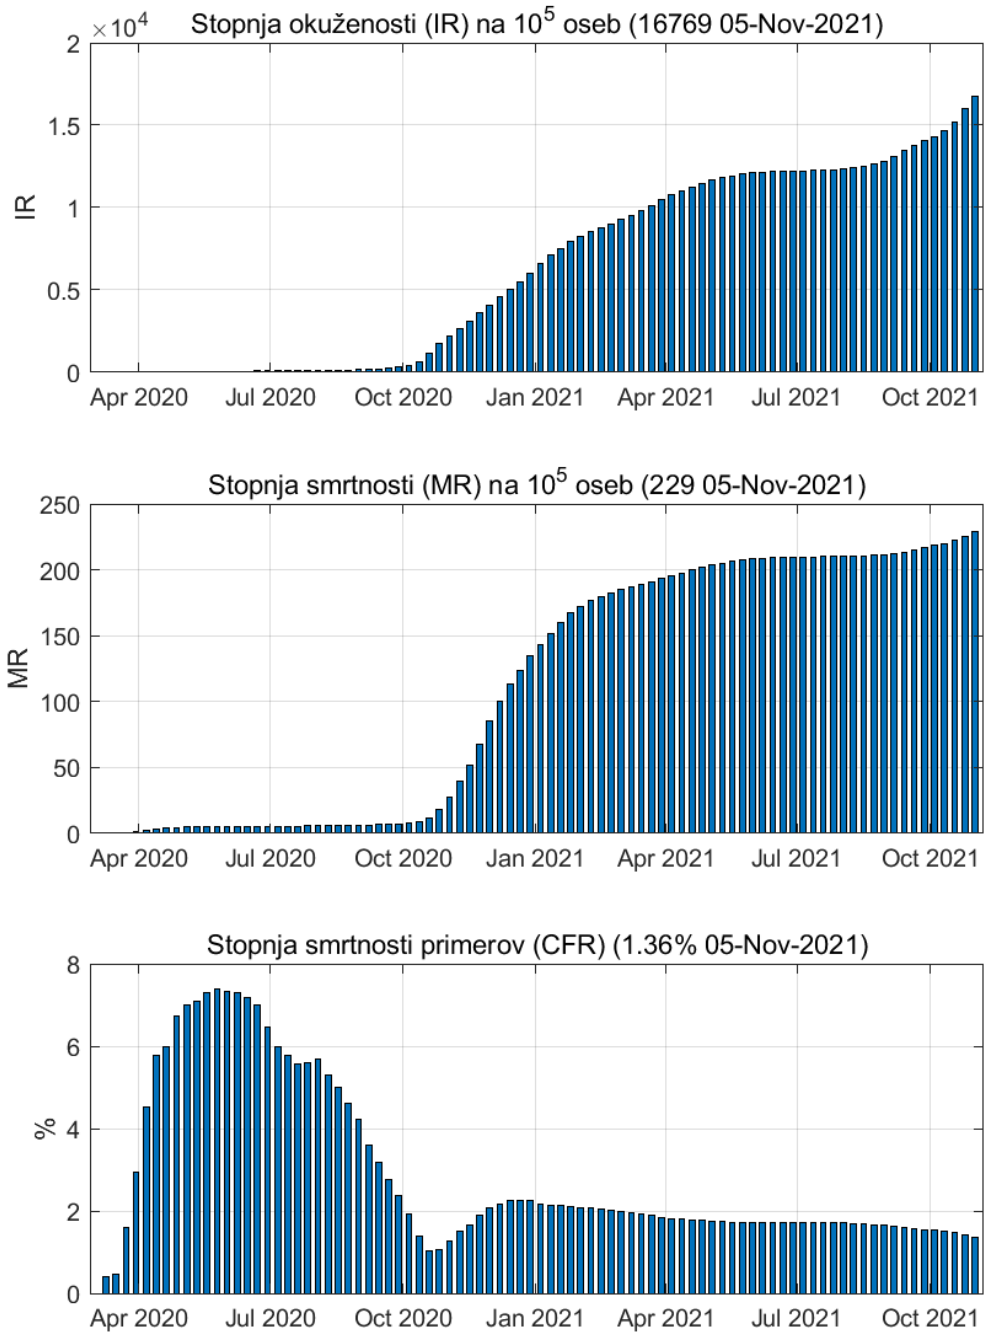 Stopnja okuženosti (IR) na 10^5 oseb (16769 05-Nov-2021)
×10^4
2
1.5
1
0.5
0
IR
Apr 2020 Jul 2020 Oct 2020 Jan 2021 Apr 2021 Jul 2021 Oct 2021
Stopnja smrtnosti (MR) na 10^5 oseb (229 05-Nov-2021)
250
200
150
100
50
0
MR
Apr 2020 Jul 2020 Oct 2020 Jan 2021 Apr 2021 Jul 2021 Oct 2021
Stopnja smrtnosti primerov (CFR) (1.36% 05-Nov-2021)
8
6
4
2
0
%
Apr 2020 Jul 2020 Oct 2020 Jan 2021 Apr 2021 Jul 2021 Oct 2021